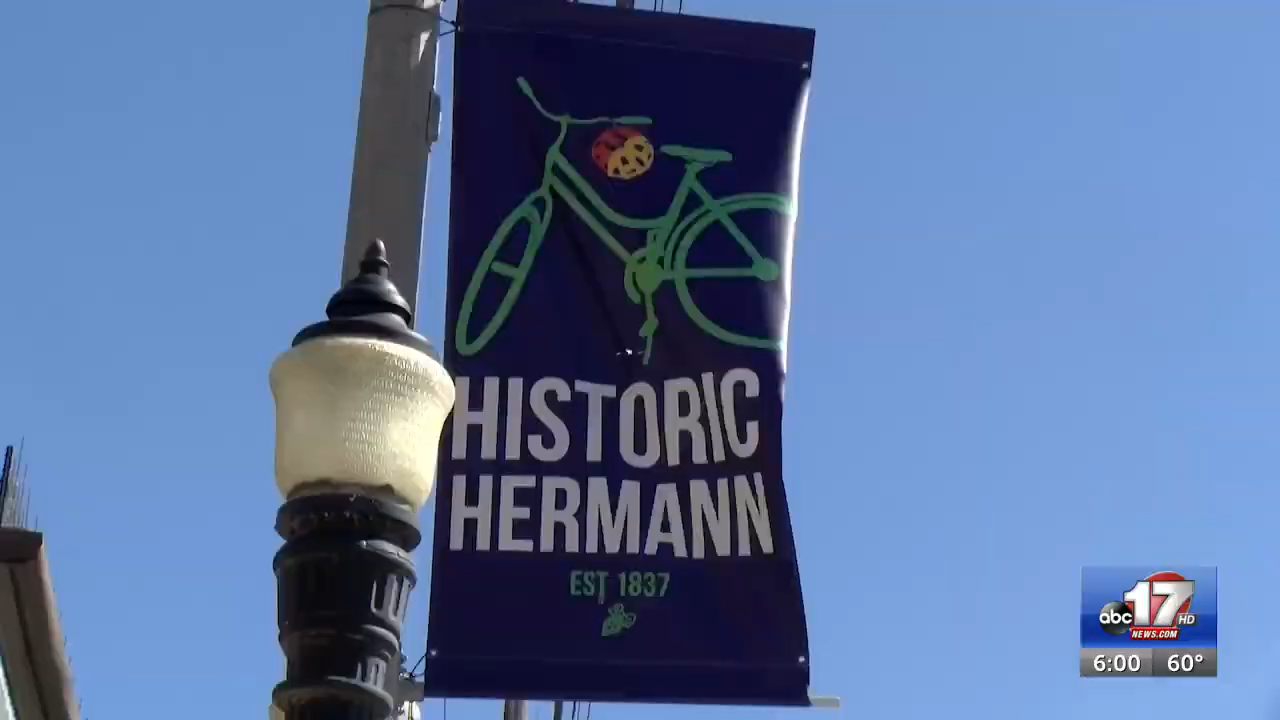 HISTORIC
HERMANN
EST 1837
abc 17 HD
NEWS.COM
6:00 60°